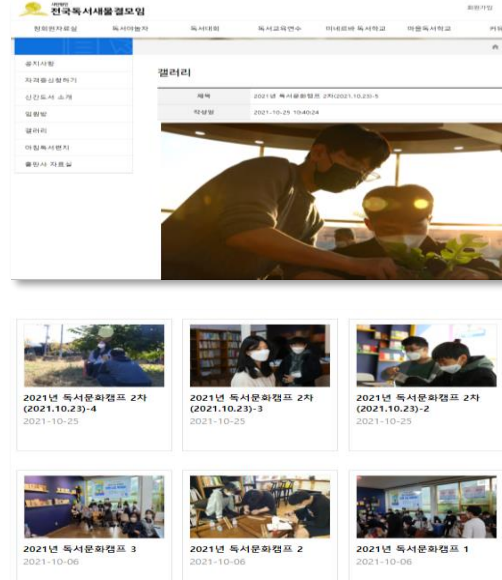 사단법인
전국독서새물결모임
회원가입
정회원자료실 독서야놀자 독서대회 독서교육연수 미네르바 독서학교 마을독서학교
공지사항
자격증신청하기
신간도서 소개
알림방
갤러리
아침독서편지
출판사 자료실
갤러리
제목 2021년 독서문화캠프 2차(2021.10.23)-5
작성일 2021-10-25 10:40:24
2021년 독서문화캠프 2차
(2021.10.23)-4
2021-10-25
2021년 독서문화캠프 2차
(2021.10.23)-3
2021-10-25
2021년 독서문화캠프 2차
(2021.10.23)-2
2021-10-25
2021년 독서문화캠프 3
2021-10-06
2021년 독서문화캠프 2
2021-10-06
2021년 독서문화캠프 1
2021-10-06